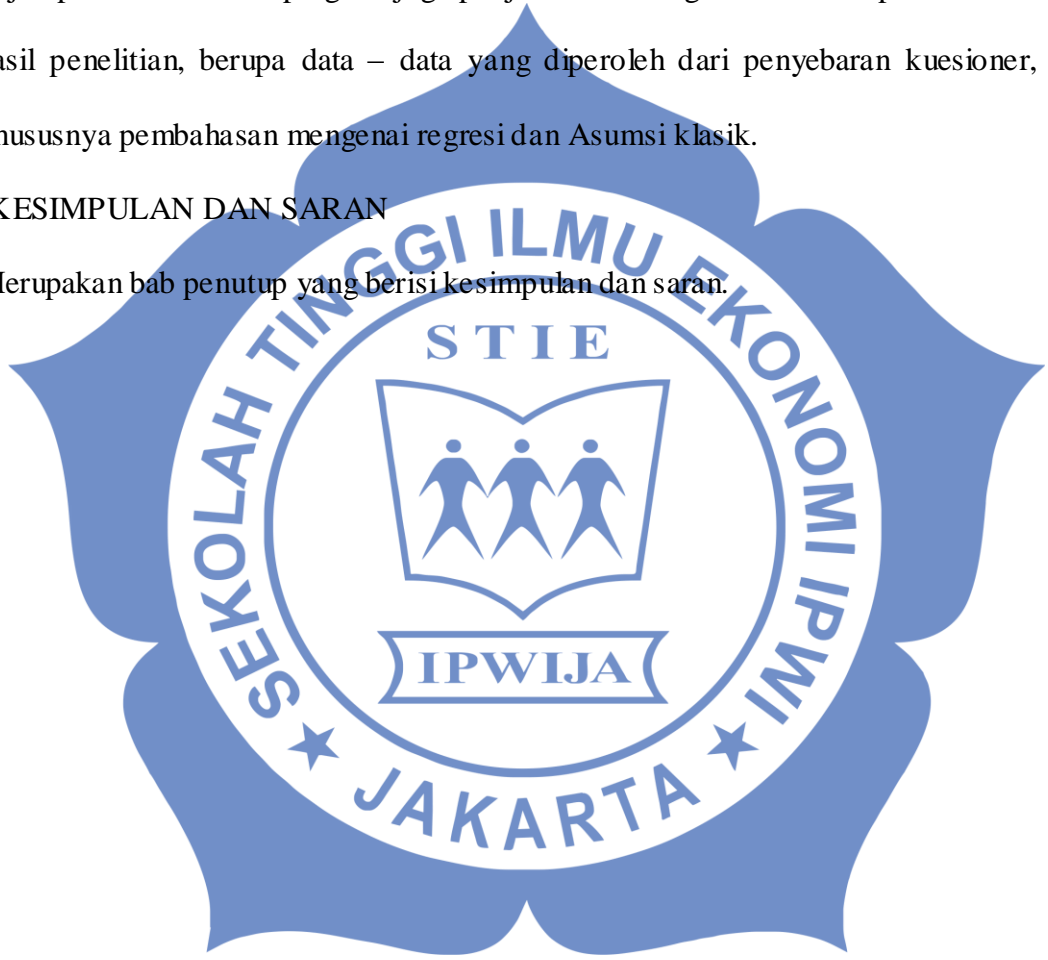 hasil penelitian, berupa data – data yang diperoleh dari penyebaran kuesioner,
khususnya pembahasan mengenai regresi dan Asumsi klasik.
KESIMPULAN DAN SARAN
Merupakan bab penutup yang berisi kesimpulan dan saran.
SEKOLAH TINGGI ILMU EKONOMI IPWI
STIE
IPWIJA
★ JAKARTA ★